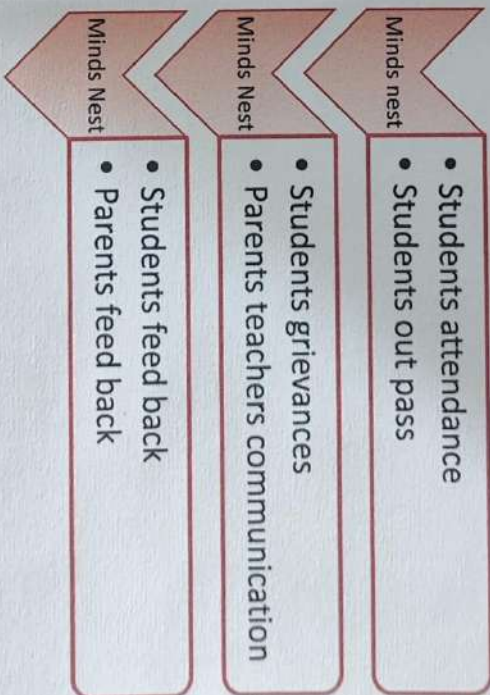 Minds nest
• Students attendance
• Students out pass
Minds Nest
• Students grievances
• Parents teachers communication
Minds Nest
• Students feed back
• Parents feed back